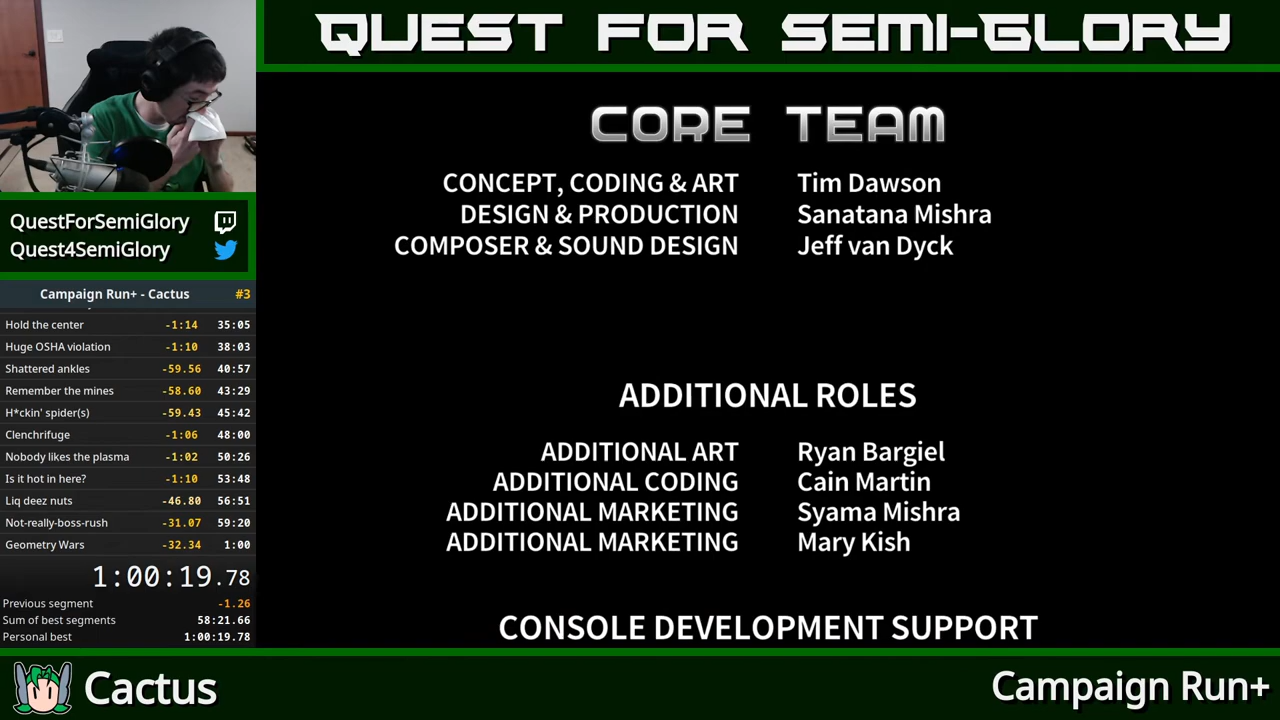 QUEST FOR SEMI-GLORY
QuestForSemiGlory
Quest4SemiGlory
Campaign Run+ - Cactus #3
Hold the center -1:14 35:05
Huge OSHA violation -1:10 38:03
Shattered ankles -59.56 40:57
Remember the mines -58.60 43:29
H*ckin' spider(s) -59.43 45:42
Clenchrifuge -1:06 48:00
Nobody likes the plasma -1:02 50:26
Is it hot in here? -1:10 53:48
Liq deez nuts -46.80 56:51
Not-really-boss-rush -31.07 59:20
Geometry Wars -32.34 1:00
1:00:19.78
Previous segment -1.26
Sum of best segments 58:21.66
Personal best 1:00:19.78
CORE TEAM
CONCEPT, CODING & ART Tim Dawson
DESIGN & PRODUCTION Sanatana Mishra
COMPOSER & SOUND DESIGN Jeff van Dyck
ADDITIONAL ROLES
ADDITIONAL ART Ryan Bargiel
ADDITIONAL CODING Cain Martin
ADDITIONAL MARKETING Syama Mishra
ADDITIONAL MARKETING Mary Kish
CONSOLE DEVELOPMENT SUPPORT
Cactus
Campaign Run+